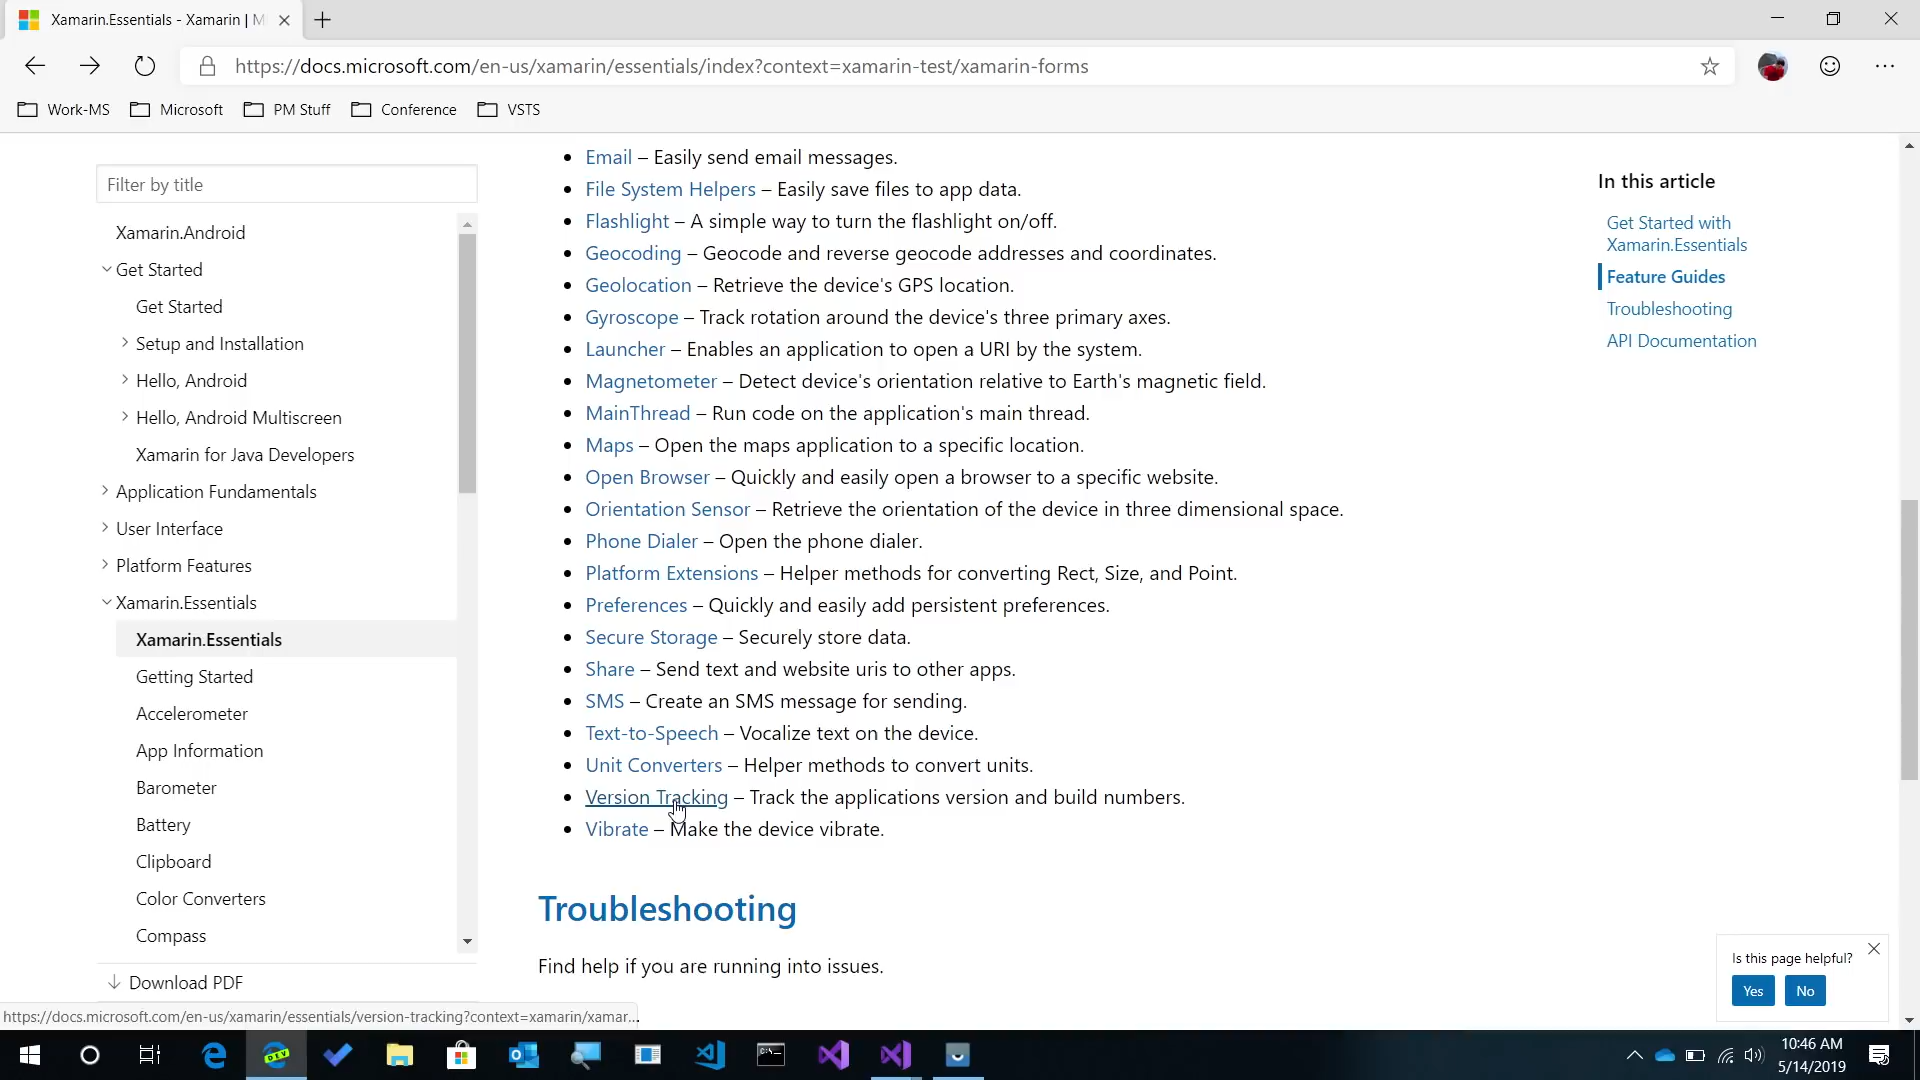 Xamarin.Essentials - Xamarin | M
https://docs.microsoft.com/en-us/xamarin/essentials/index?context=xamarin-test/xamarin-forms
Work-MS
Microsoft
PM Stuff
Conference
VSTS
Filter by title
Xamarin.Android
Get Started
Get Started
Setup and Installation
Hello, Android
Hello, Android Multiscreen
Xamarin for Java Developers
Application Fundamentals
User Interface
Platform Features
Xamarin.Essentials
Xamarin.Essentials
Getting Started
Accelerometer
App Information
Barometer
Battery
Clipboard
Color Converters
Compass
Download PDF
Email – Easily send email messages.
File System Helpers – Easily save files to app data.
Flashlight – A simple way to turn the flashlight on/off.
Geocoding – Geocode and reverse geocode addresses and coordinates.
Geolocation – Retrieve the device's GPS location.
Gyroscope – Track rotation around the device's three primary axes.
Launcher – Enables an application to open a URI by the system.
Magnetometer – Detect device's orientation relative to Earth's magnetic field.
MainThread – Run code on the application's main thread.
Maps – Open the maps application to a specific location.
Open Browser – Quickly and easily open a browser to a specific website.
Orientation Sensor – Retrieve the orientation of the device in three dimensional space.
Phone Dialer – Open the phone dialer.
Platform Extensions – Helper methods for converting Rect, Size, and Point.
Preferences – Quickly and easily add persistent preferences.
Secure Storage – Securely store data.
Share – Send text and website uris to other apps.
SMS – Create an SMS message for sending.
Text-to-Speech – Vocalize text on the device.
Unit Converters – Helper methods to convert units.
Version Tracking – Track the applications version and build numbers.
Vibrate – Make the device vibrate.
Troubleshooting
Find help if you are running into issues.
In this article
Get Started with
Xamarin.Essentials
Feature Guides
Troubleshooting
API Documentation
Is this page helpful?
Yes
No
https://docs.microsoft.com/en-us/xamarin/essentials/version-tracking?context=xamarin/xamar...
DEV
10:46 AM
5/14/2019